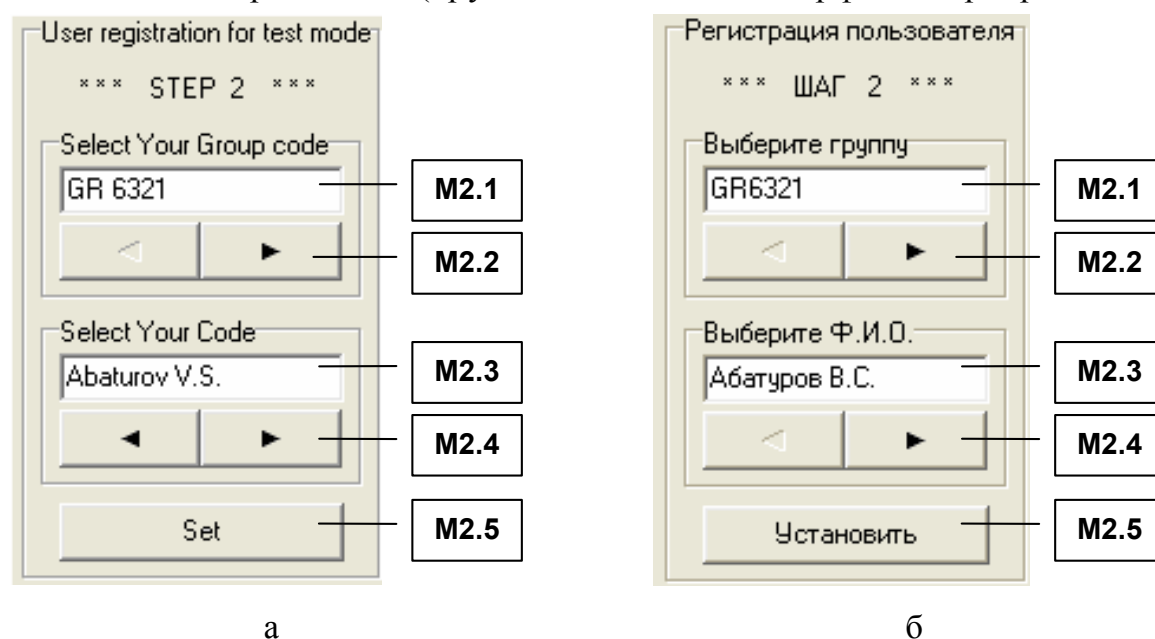 User registration for test mode
*** STEP 2 ***
Select Your Group code
GR 6321
M2.1
M2.2
Select Your Code
Abaturov V.S.
M2.3
M2.4
Set
M2.5
а
Регистрация пользователя
*** ШАГ 2 ***
Выберите группу
GR6321
M2.1
M2.2
Выберите Ф.И.О.
Абатуров В.С.
M2.3
M2.4
Установить
M2.5
б